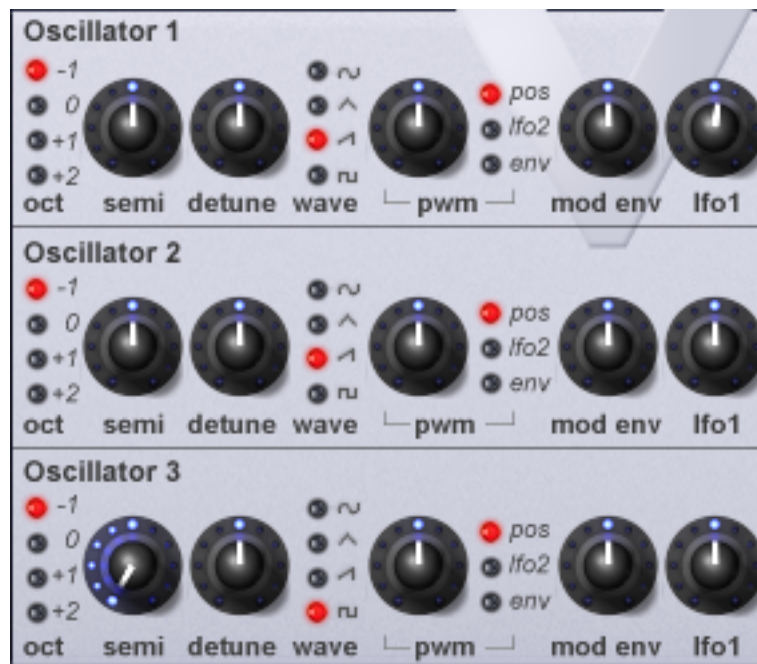 Oscillator 1
-1
0
+1
+2
pos
lfo2
env
oct semi detune wave pwm mod env lfo1
Oscillator 2
-1
0
+1
+2
pos
lfo2
env
oct semi detune wave pwm mod env lfo1
Oscillator 3
-1
0
+1
+2
pos
lfo2
env
oct semi detune wave pwm mod env lfo1